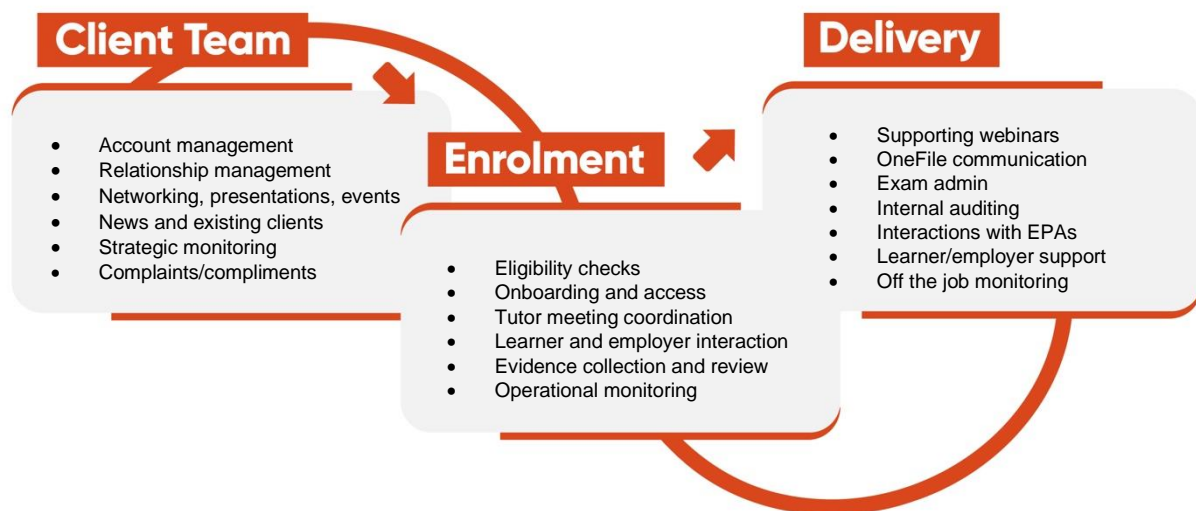 Client Team
• Account management
• Relationship management
• Networking, presentations, events
• News and existing clients
• Strategic monitoring
• Complaints/compliments
Enrolment
• Eligibility checks
• Onboarding and access
• Tutor meeting coordination
• Learner and employer interaction
• Evidence collection and review
• Operational monitoring
Delivery
• Supporting webinars
• OneFile communication
• Exam admin
• Internal auditing
• Interactions with EPAs
• Learner/employer support
• Off the job monitoring